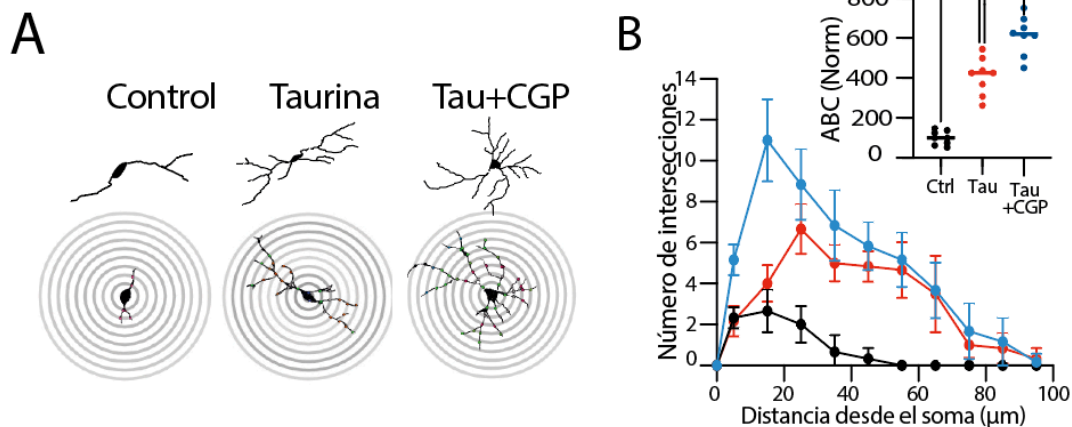 A
Control Taurina Tau+CGP
B
800
600
400
200
0
ABC (Norm)
Ctrl Tau Tau
+CGP
14
12
10
8
6
4
2
0
Número de intersecciones
0 20 40 60 80 100
Distancia desde el soma (μm)